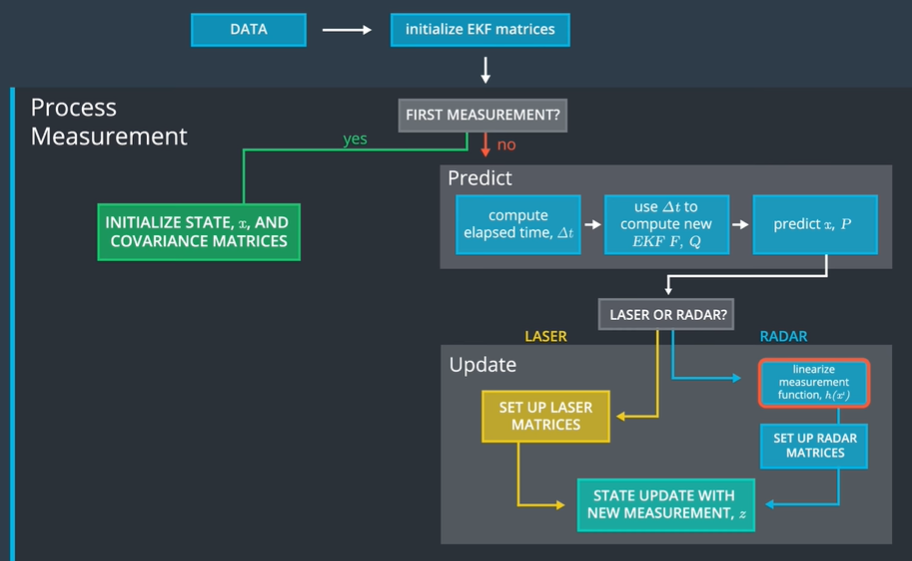 DATA
initialize EKF matrices
Process
Measurement
FIRST MEASUREMENT?
yes
no
Predict
INITIALIZE STATE, x, AND
COVARIANCE MATRICES
compute
elapsed time, Δt
use Δt to
compute new
EKF F, Q
predict x, P
LASER OR RADAR?
LASER
RADAR
Update
linearize
measurement
function, h(x')
SET UP LASER
MATRICES
SET UP RADAR
MATRICES
STATE UPDATE WITH
NEW MEASUREMENT, z